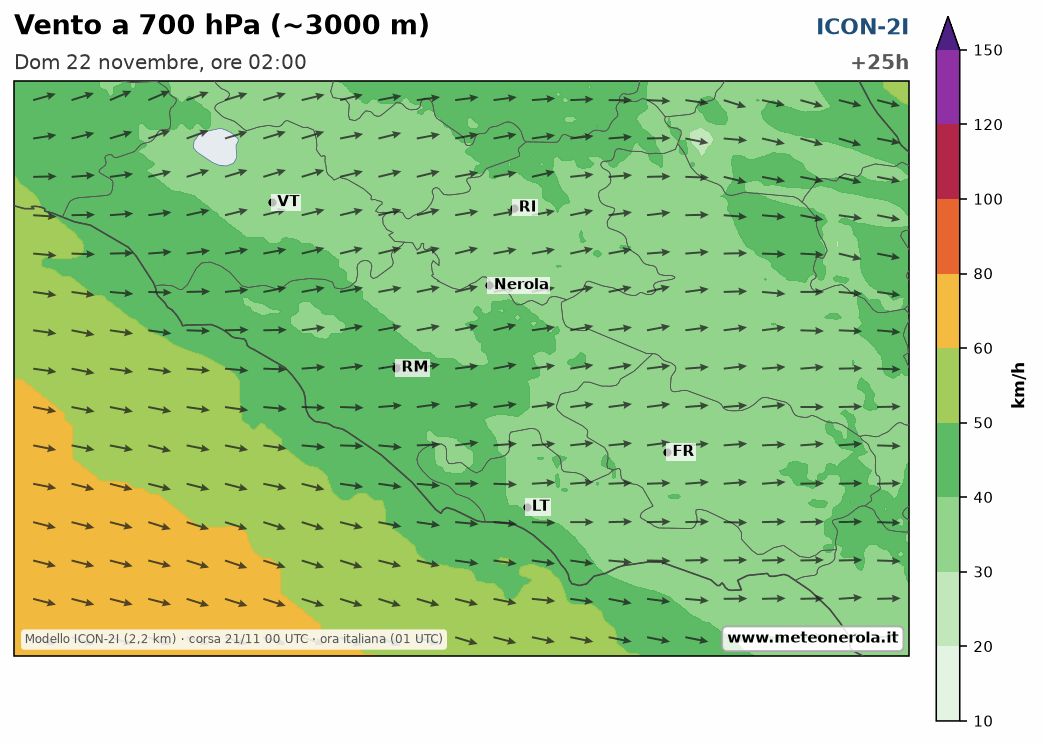 Vento a 700 hPa (~3000 m)
ICON-2I
Dom 22 novembre, ore 02:00
+25h
VT
RI
Nerola
RM
FR
LT
Modello ICON-2I (2,2 km) · corsa 21/11 00 UTC · ora italiana (01 UTC)
www.meteonerola.it
150
120
100
80
60
50
40
30
20
10
km/h